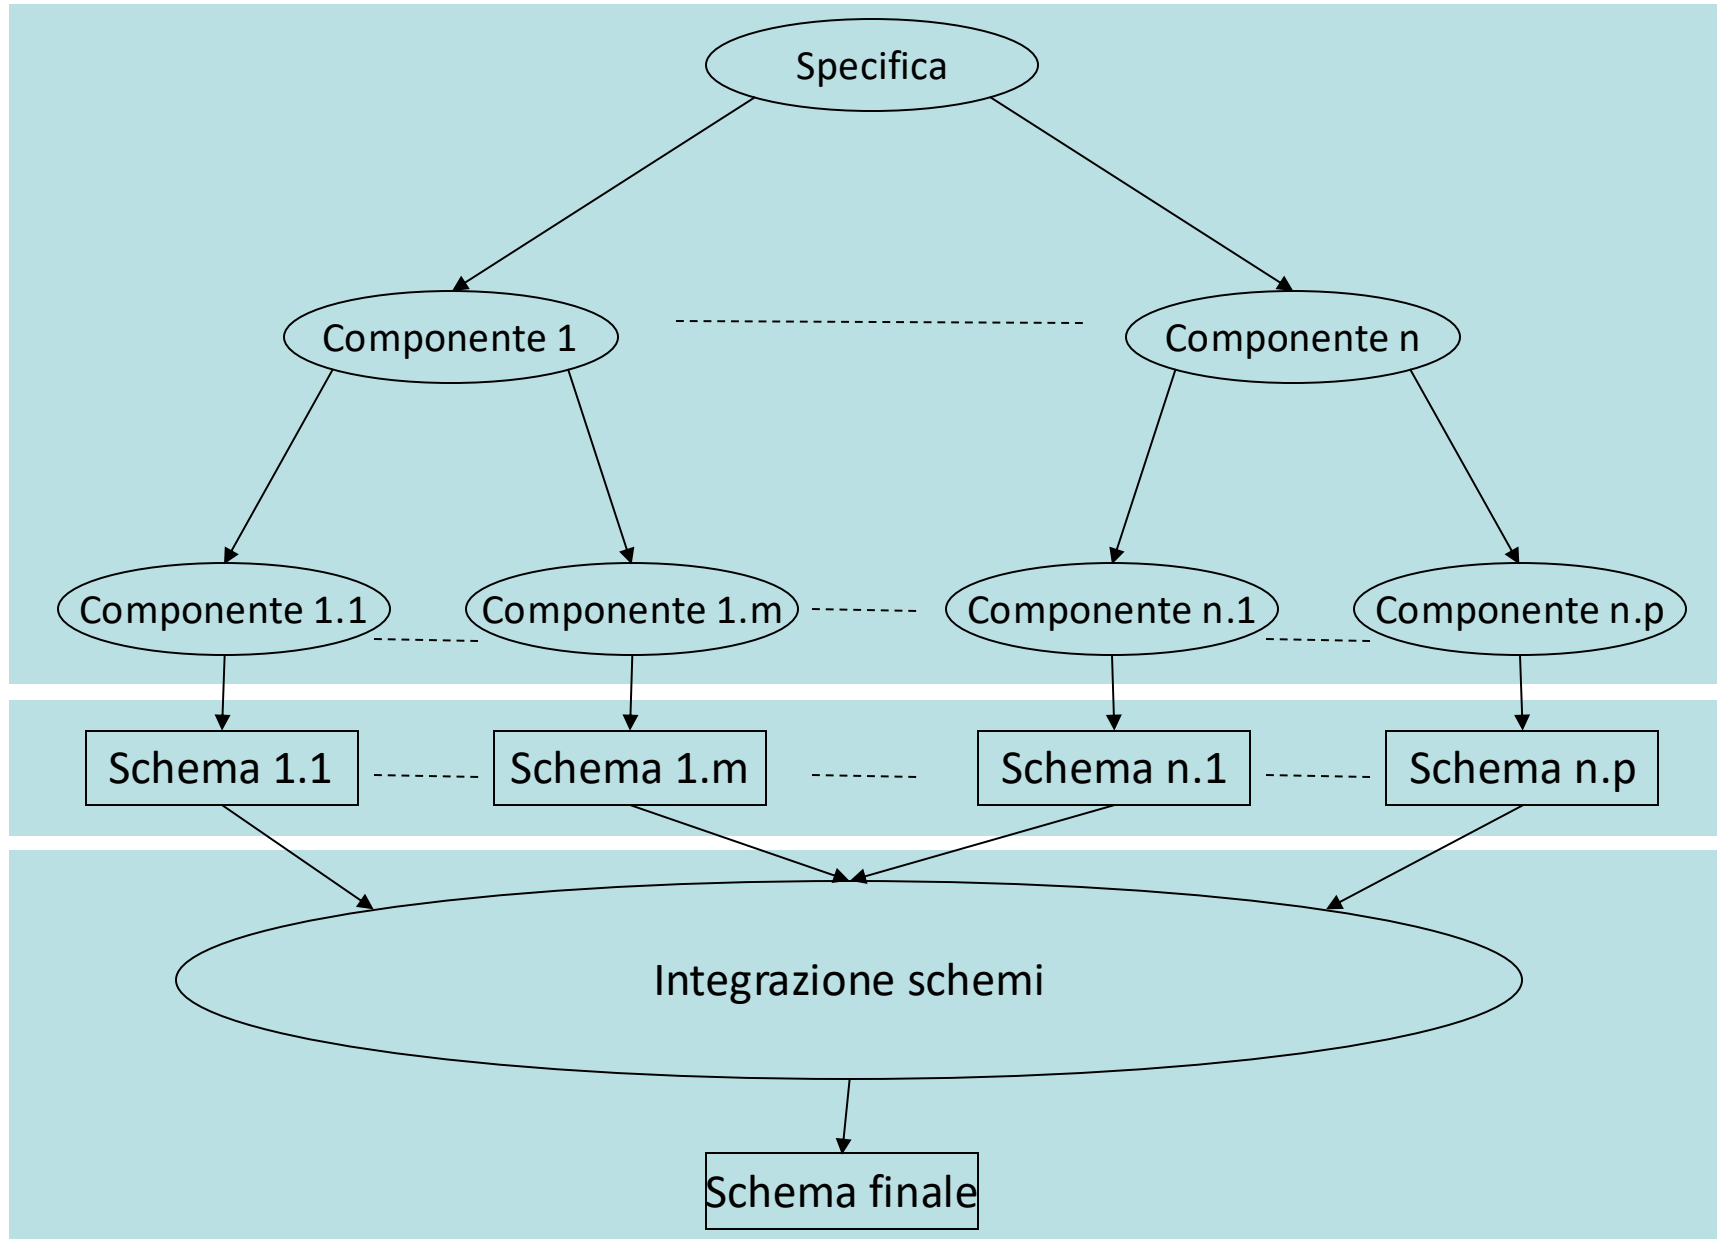 Specifica
Componente 1
Componente n
Componente 1.1
Componente 1.m
Componente n.1
Componente n.p
Schema 1.1
Schema 1.m
Schema n.1
Schema n.p
Integrazione schemi
Schema finale